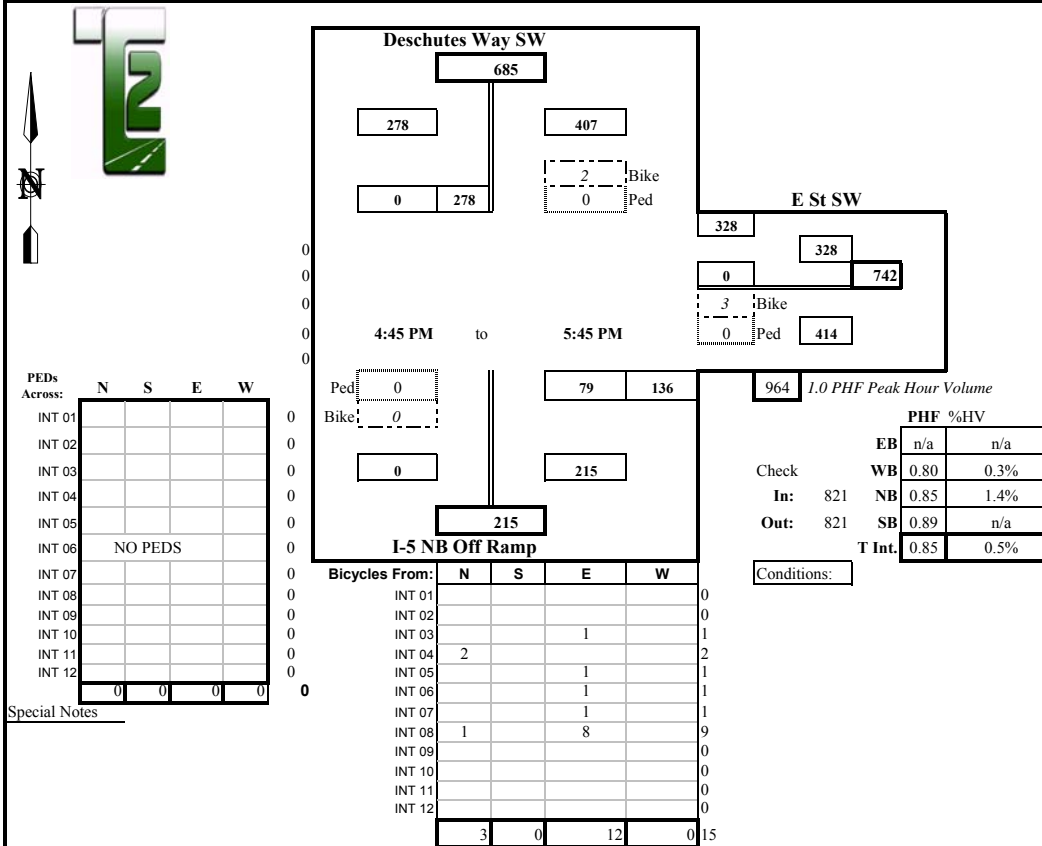 T2
N
Deschutes Way SW
685
278 407
2 Bike
0 278 0 Ped
E St SW
328
0 328
0 0 742
0 3 Bike
0 4:45 PM to 5:45 PM 0 Ped 414
0
Ped 0 79 136 964 1.0 PHF Peak Hour Volume
Bike 0
0 215
215
I-5 NB Off Ramp
PHF %HV
EB n/a n/a
Check WB 0.80 0.3%
In: 821 NB 0.85 1.4%
Out: 821 SB 0.89 n/a
T Int. 0.85 0.5%
Conditions:
PEDs
Across: N S E W
INT 01 0
INT 02 0
INT 03 0
INT 04 0
INT 05 0
INT 06 NO PEDS 0
INT 07 0
INT 08 0
INT 09 0
INT 10 0
INT 11 0
INT 12 0
0 0 0 0 0
Special Notes
Bicycles From: N S E W
INT 01 0
INT 02 0
INT 03 1 1
INT 04 2 2
INT 05 1 1
INT 06 1 1
INT 07 1 1
INT 08 1 8 9
INT 09 0
INT 10 0
INT 11 0
INT 12 0
3 0 12 0 15